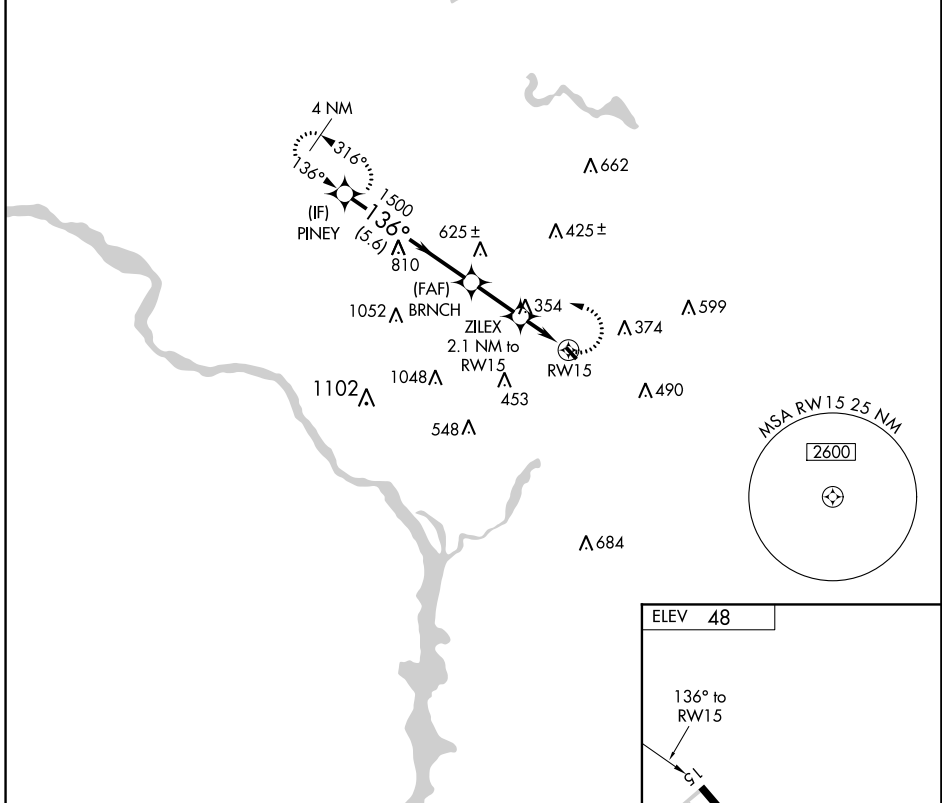 4 NM
316°
136°
(IF)
PINEY
1500
136°
(5.6)
810
625 ±
662
425 ±
(FAF)
BRNCH
1052
354
599
374
ZILEX
2.1 NM to
RW15
RW15
1048
1102
453
490
548
MSA RW15 25 NM
2600
684
ELEV 48
136° to
RW15
15